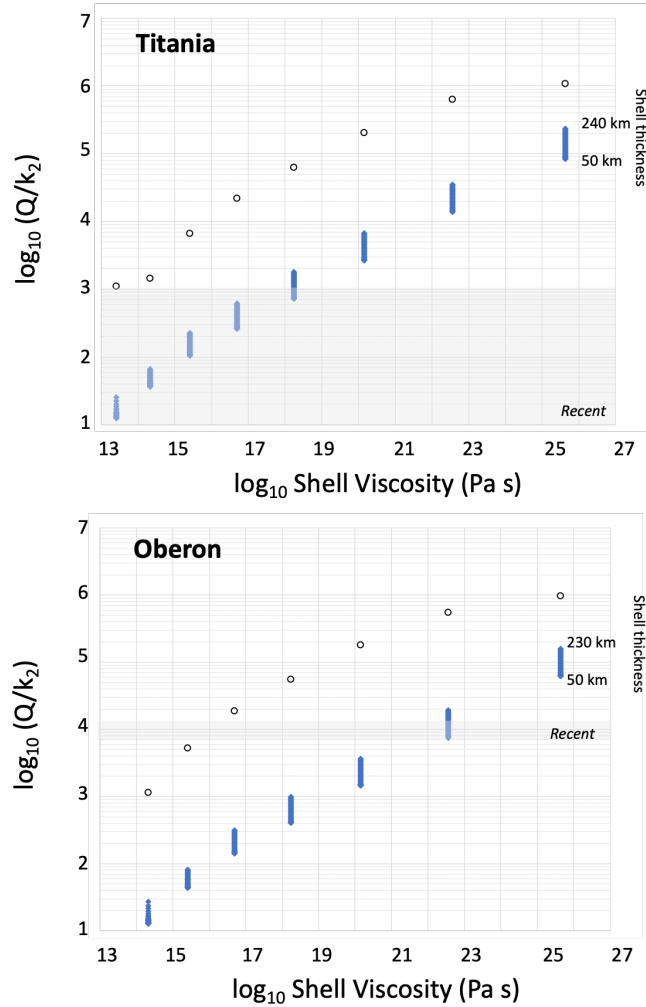 Titania
7
6
5
4
3
2
1
log10 (Q/k2)
240 km
50 km
Shell thickness
Recent
13 15 17 19 21 23 25 27
log10 Shell Viscosity (Pa s)
Oberon
7
6
5
4
3
2
1
log10 (Q/k2)
230 km
50 km
Shell thickness
Recent
13 15 17 19 21 23 25 27
log10 Shell Viscosity (Pa s)